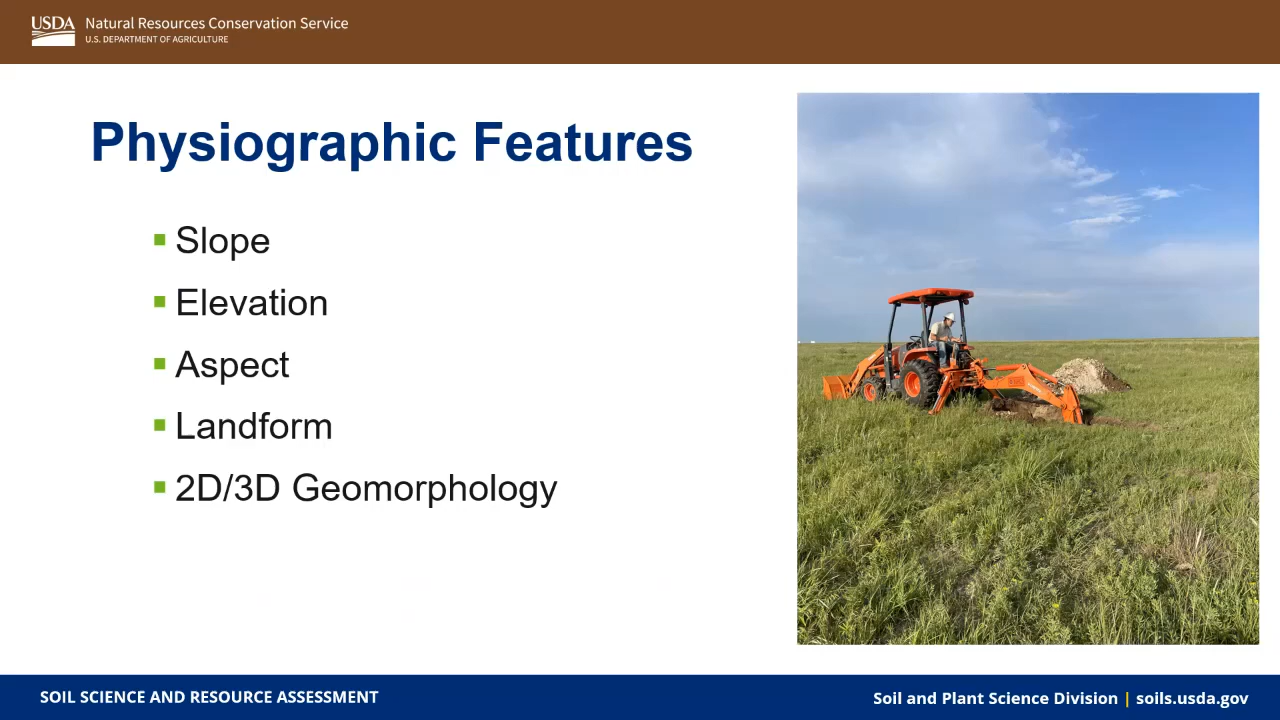 USDA
Natural Resources Conservation Service
U.S. DEPARTMENT OF AGRICULTURE
Physiographic Features
Slope
Elevation
Aspect
Landform
2D/3D Geomorphology
SOIL SCIENCE AND RESOURCE ASSESSMENT
Soil and Plant Science Division | soils.usda.gov